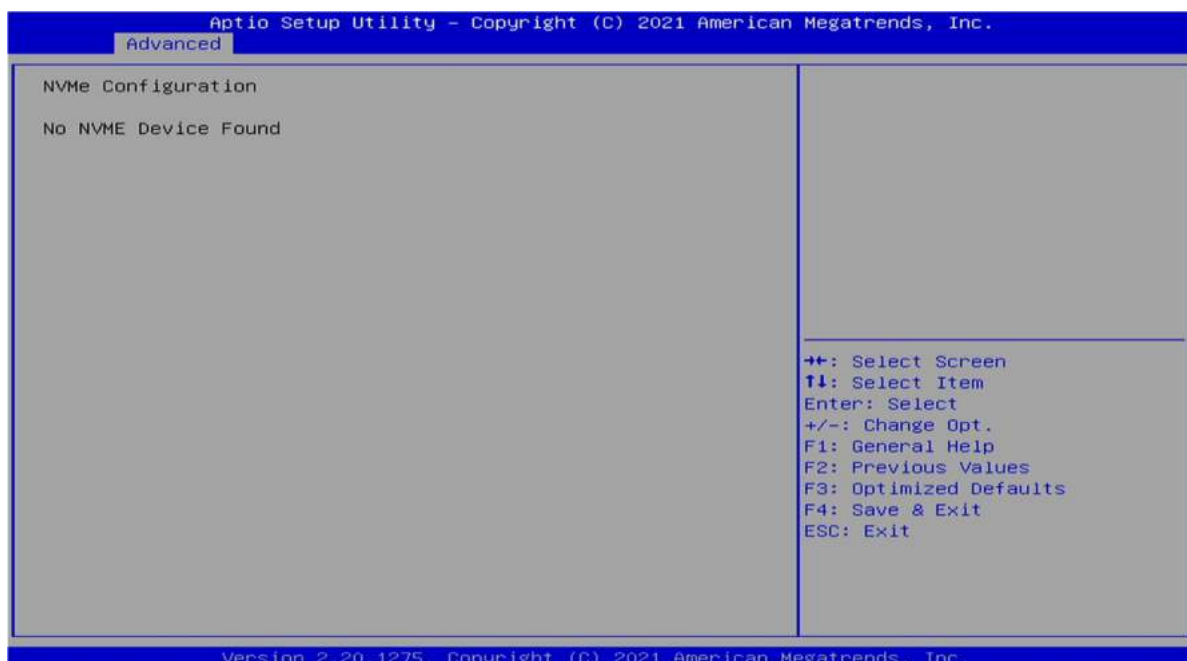 Aptio Setup Utility – Copyright (C) 2021 American Megatrends, Inc.
Advanced
NVMe Configuration
No NVME Device Found
→←: Select Screen
↑↓: Select Item
Enter: Select
+/-: Change Opt.
F1: General Help
F2: Previous Values
F3: Optimized Defaults
F4: Save & Exit
ESC: Exit
Version 2.20.1275. Copyright (C) 2021 American Megatrends, Inc.